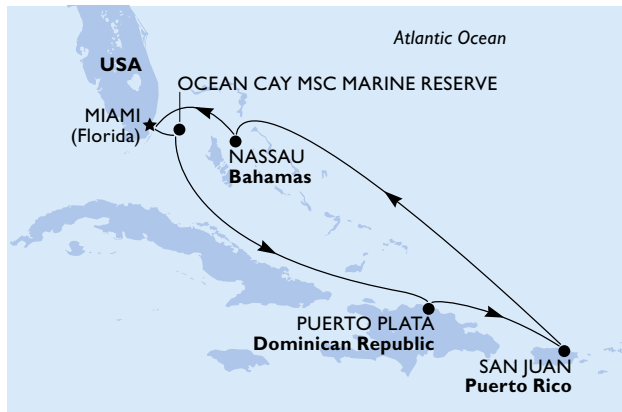 Atlantic Ocean
USA
OCEAN CAY MSC MARINE RESERVE
MIAMI
(Florida)
NASSAU
Bahamas
PUERTO PLATA
Dominican Republic
SAN JUAN
Puerto Rico